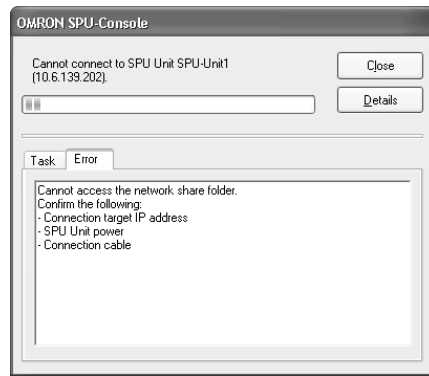 OMRON SPU-Console
Cannot connect to SPU Unit SPU-Unit1
(10.6.139.202).
Close
Details
Task
Error
Cannot access the network share folder.
Confirm the following:
- Connection target IP address
- SPU Unit power
- Connection cable